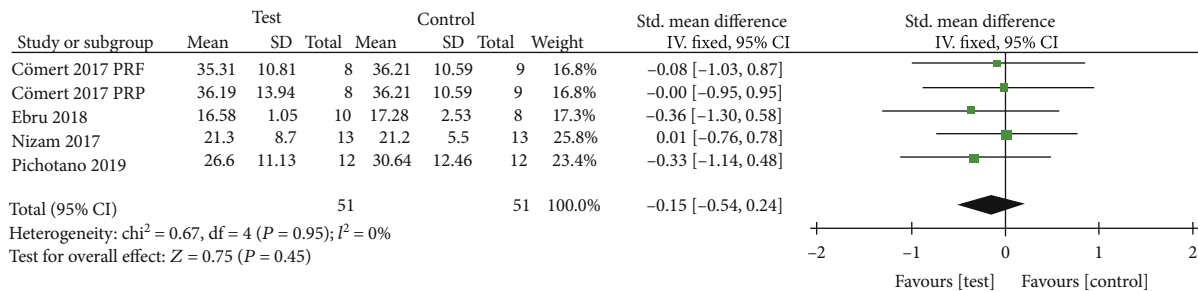 Test Control Std. mean difference Std. mean difference
Study or subgroup Mean SD Total Mean SD Total Weight IV. fixed, 95% CI IV. fixed, 95% CI
Cömert 2017 PRF 35.31 10.81 8 36.21 10.59 9 16.8% –0.08 [–1.03, 0.87]
Cömert 2017 PRP 36.19 13.94 8 36.21 10.59 9 16.8% –0.00 [–0.95, 0.95]
Ebru 2018 16.58 1.05 10 17.28 2.53 8 17.3% –0.36 [–1.30, 0.58]
Nizam 2017 21.3 8.7 13 21.2 5.5 13 25.8% 0.01 [–0.76, 0.78]
Pichotano 2019 26.6 11.13 12 30.64 12.46 12 23.4% –0.33 [–1.14, 0.48]
Total (95% CI) 51 51 100.0% –0.15 [–0.54, 0.24]
Heterogeneity: chi² = 0.67, df = 4 (P = 0.95); I² = 0%
Test for overall effect: Z = 0.75 (P = 0.45)
–2 –1 0 1 2
Favours [test] Favours [control]